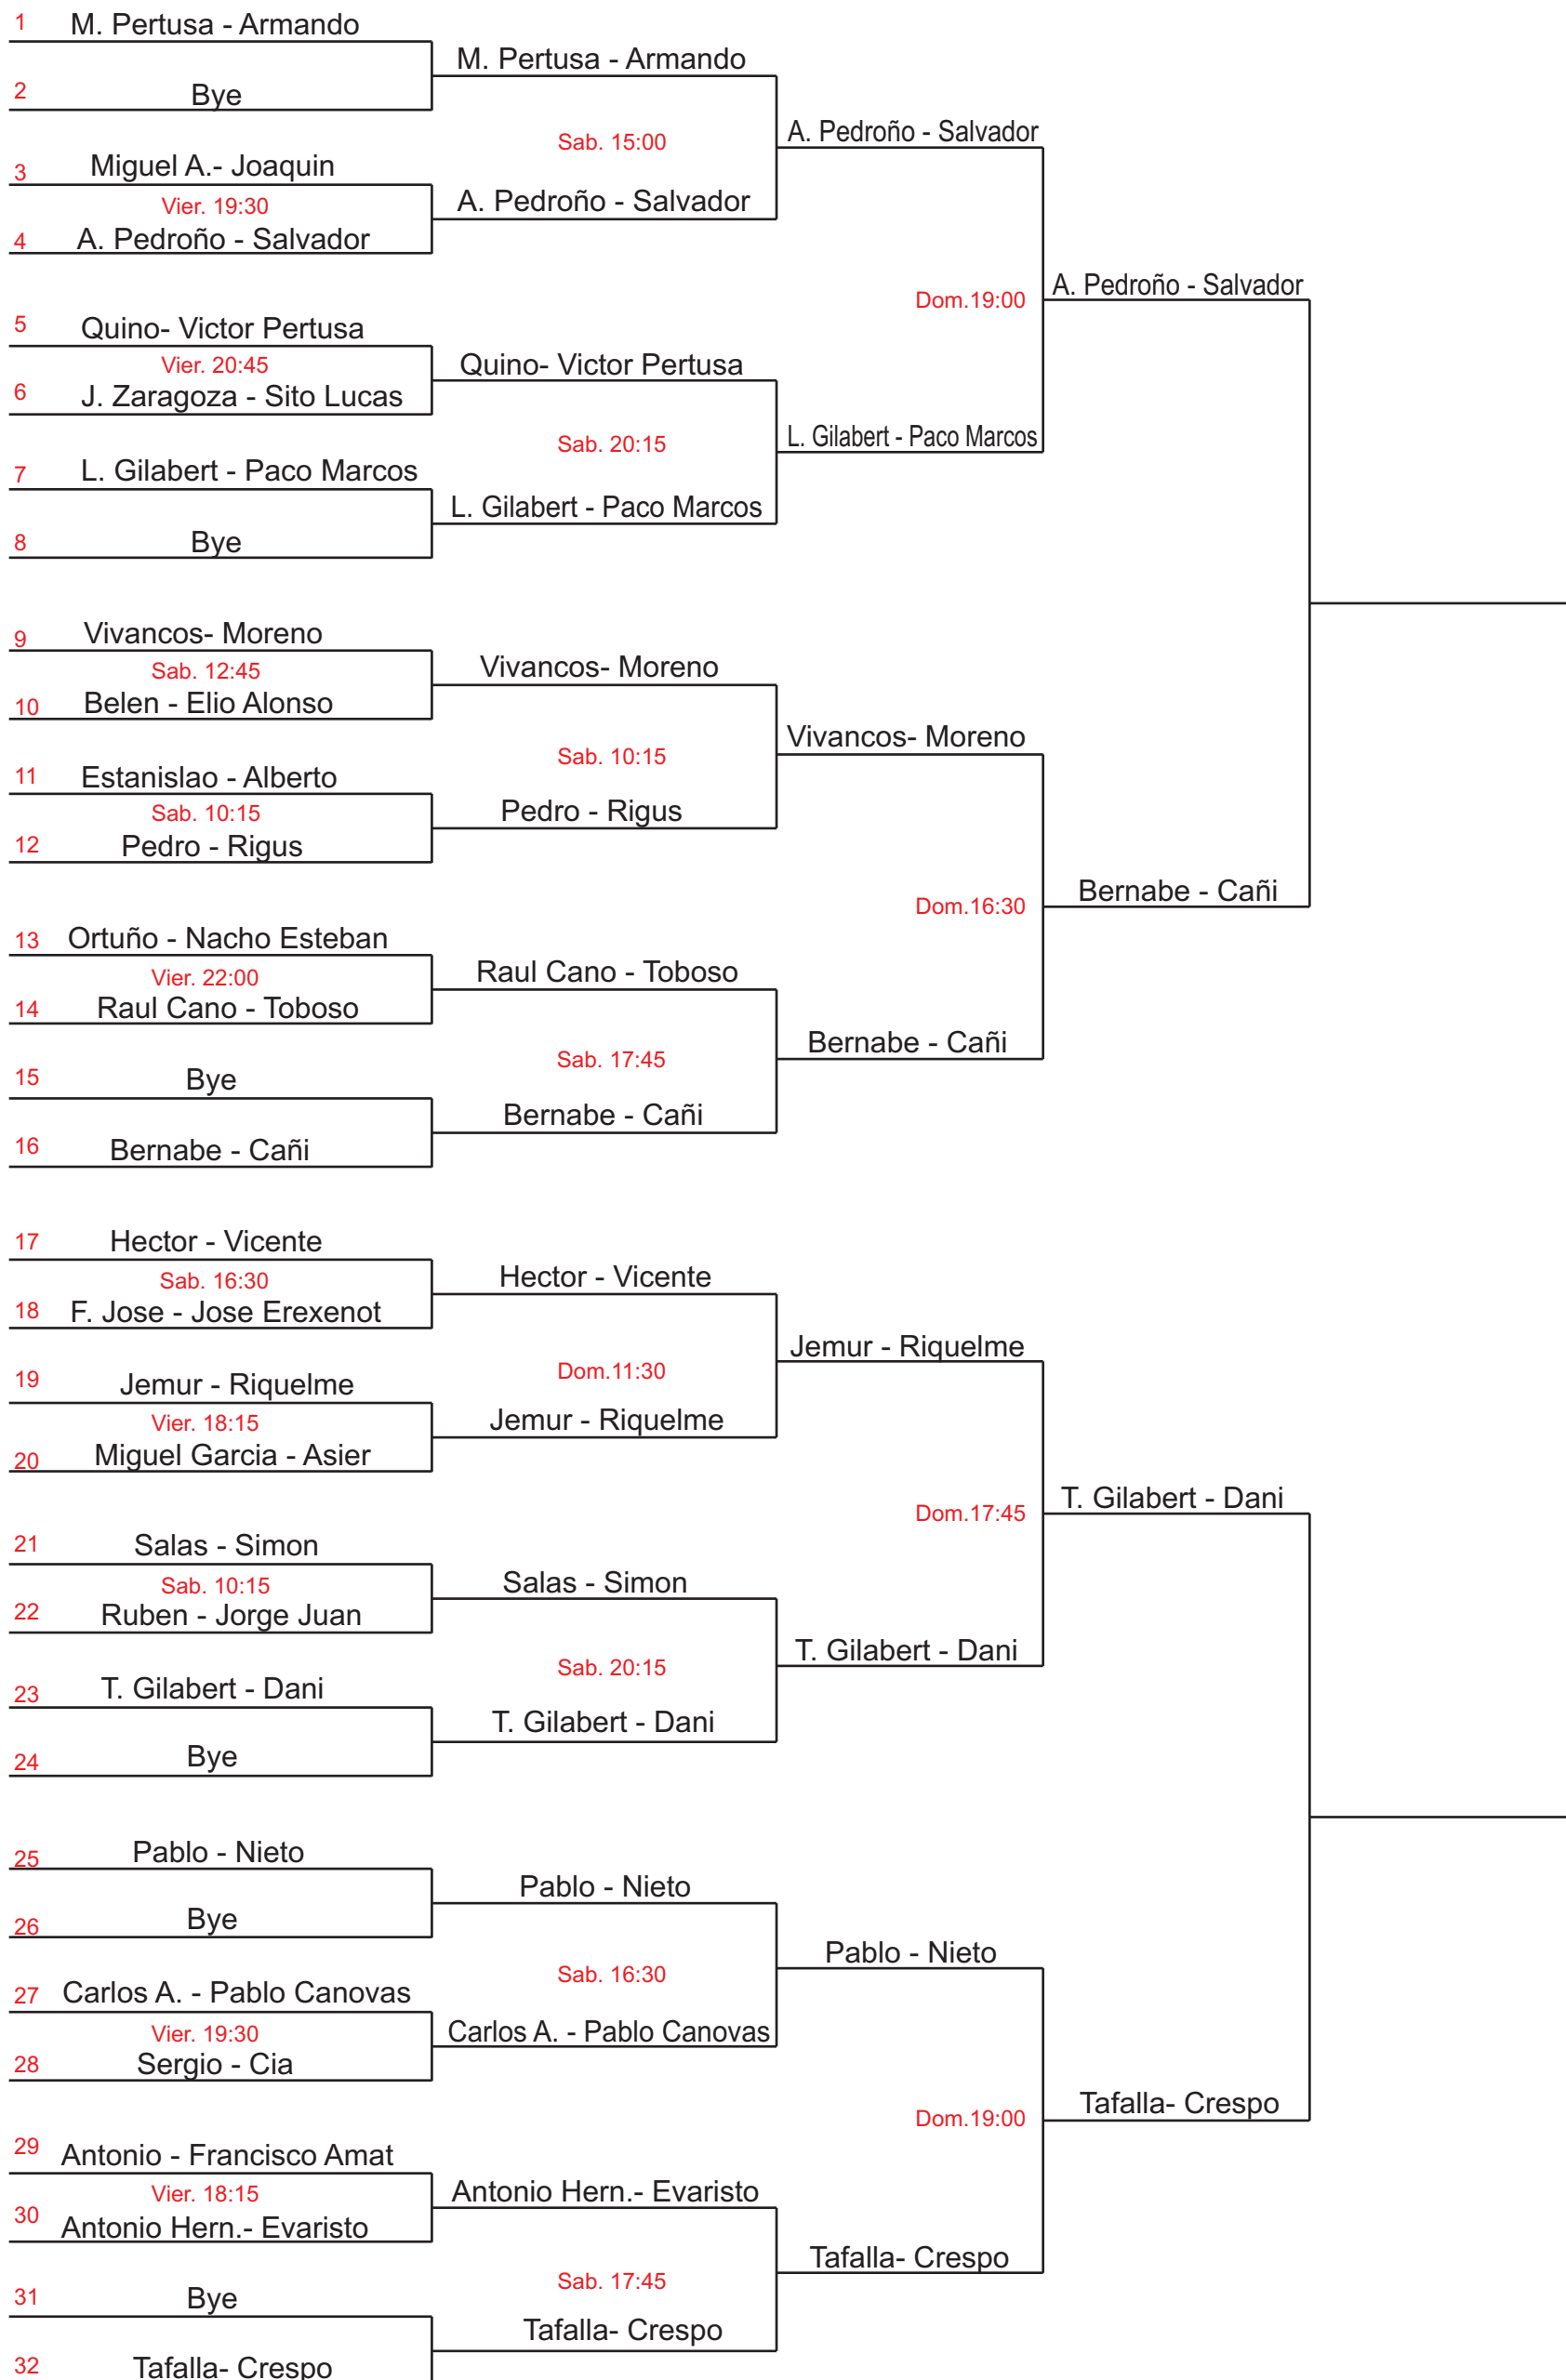 1 M. Pertusa - Armando
2 Bye
3 Miguel A.- Joaquin
Vier. 19:30
4 A. Pedroño - Salvador
5 Quino- Victor Pertusa
Vier. 20:45
6 J. Zaragoza - Sito Lucas
7 L. Gilabert - Paco Marcos
8 Bye
9 Vivancos- Moreno
Sab. 12:45
10 Belen - Elio Alonso
11 Estanislao - Alberto
Sab. 10:15
12 Pedro - Rigus
13 Ortuño - Nacho Esteban
Vier. 22:00
14 Raul Cano - Toboso
15 Bye
16 Bernabe - Cañi
17 Hector - Vicente
Sab. 16:30
18 F. Jose - Jose Erexenot
19 Jemur - Riquelme
Vier. 18:15
20 Miguel Garcia - Asier
21 Salas - Simon
Sab. 10:15
22 Ruben - Jorge Juan
23 T. Gilabert - Dani
24 Bye
25 Pablo - Nieto
26 Bye
27 Carlos A. - Pablo Canovas
Vier. 19:30
28 Sergio - Cia
29 Antonio - Francisco Amat
Vier. 18:15
30 Antonio Hern.- Evaristo
31 Bye
32 Tafalla- Crespo
M. Pertusa - Armando
Sab. 15:00
A. Pedroño - Salvador
Quino- Victor Pertusa
Sab. 20:15
L. Gilabert - Paco Marcos
Vivancos- Moreno
Sab. 10:15
Pedro - Rigus
Raul Cano - Toboso
Sab. 17:45
Bernabe - Cañi
Hector - Vicente
Dom.11:30
Jemur - Riquelme
Salas - Simon
Sab. 20:15
T. Gilabert - Dani
Pablo - Nieto
Sab. 16:30
Carlos A. - Pablo Canovas
Antonio Hern.- Evaristo
Sab. 17:45
Tafalla- Crespo
A. Pedroño - Salvador
Dom.19:00
L. Gilabert - Paco Marcos
Vivancos- Moreno
Dom.16:30
Bernabe - Cañi
Jemur - Riquelme
Dom.17:45
T. Gilabert - Dani
Pablo - Nieto
Dom.19:00
Tafalla- Crespo
A. Pedroño - Salvador
Bernabe - Cañi
T. Gilabert - Dani
Tafalla- Crespo